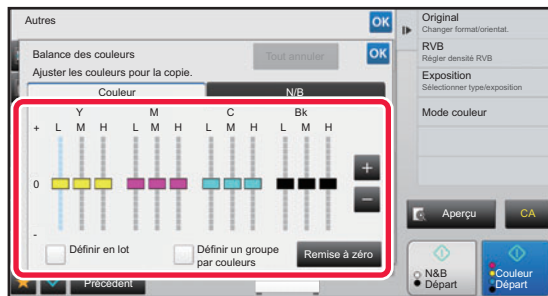 Autres
OK
Balance des couleurs
Tout annuler
OK
Ajuster les couleurs pour la copie.
Couleur
N/B
Y M C Bk
+ L M H L M H L M H L M H
0
+
-
-
Définir en lot
Définir un groupe
par couleurs
Remise à zéro
Précédent
Original
Changer format/orientat.
RVB
Régler densité RVB
Exposition
Sélectionner type/exposition
Mode couleur
Aperçu
CA
N&B
Départ
Couleur
Départ